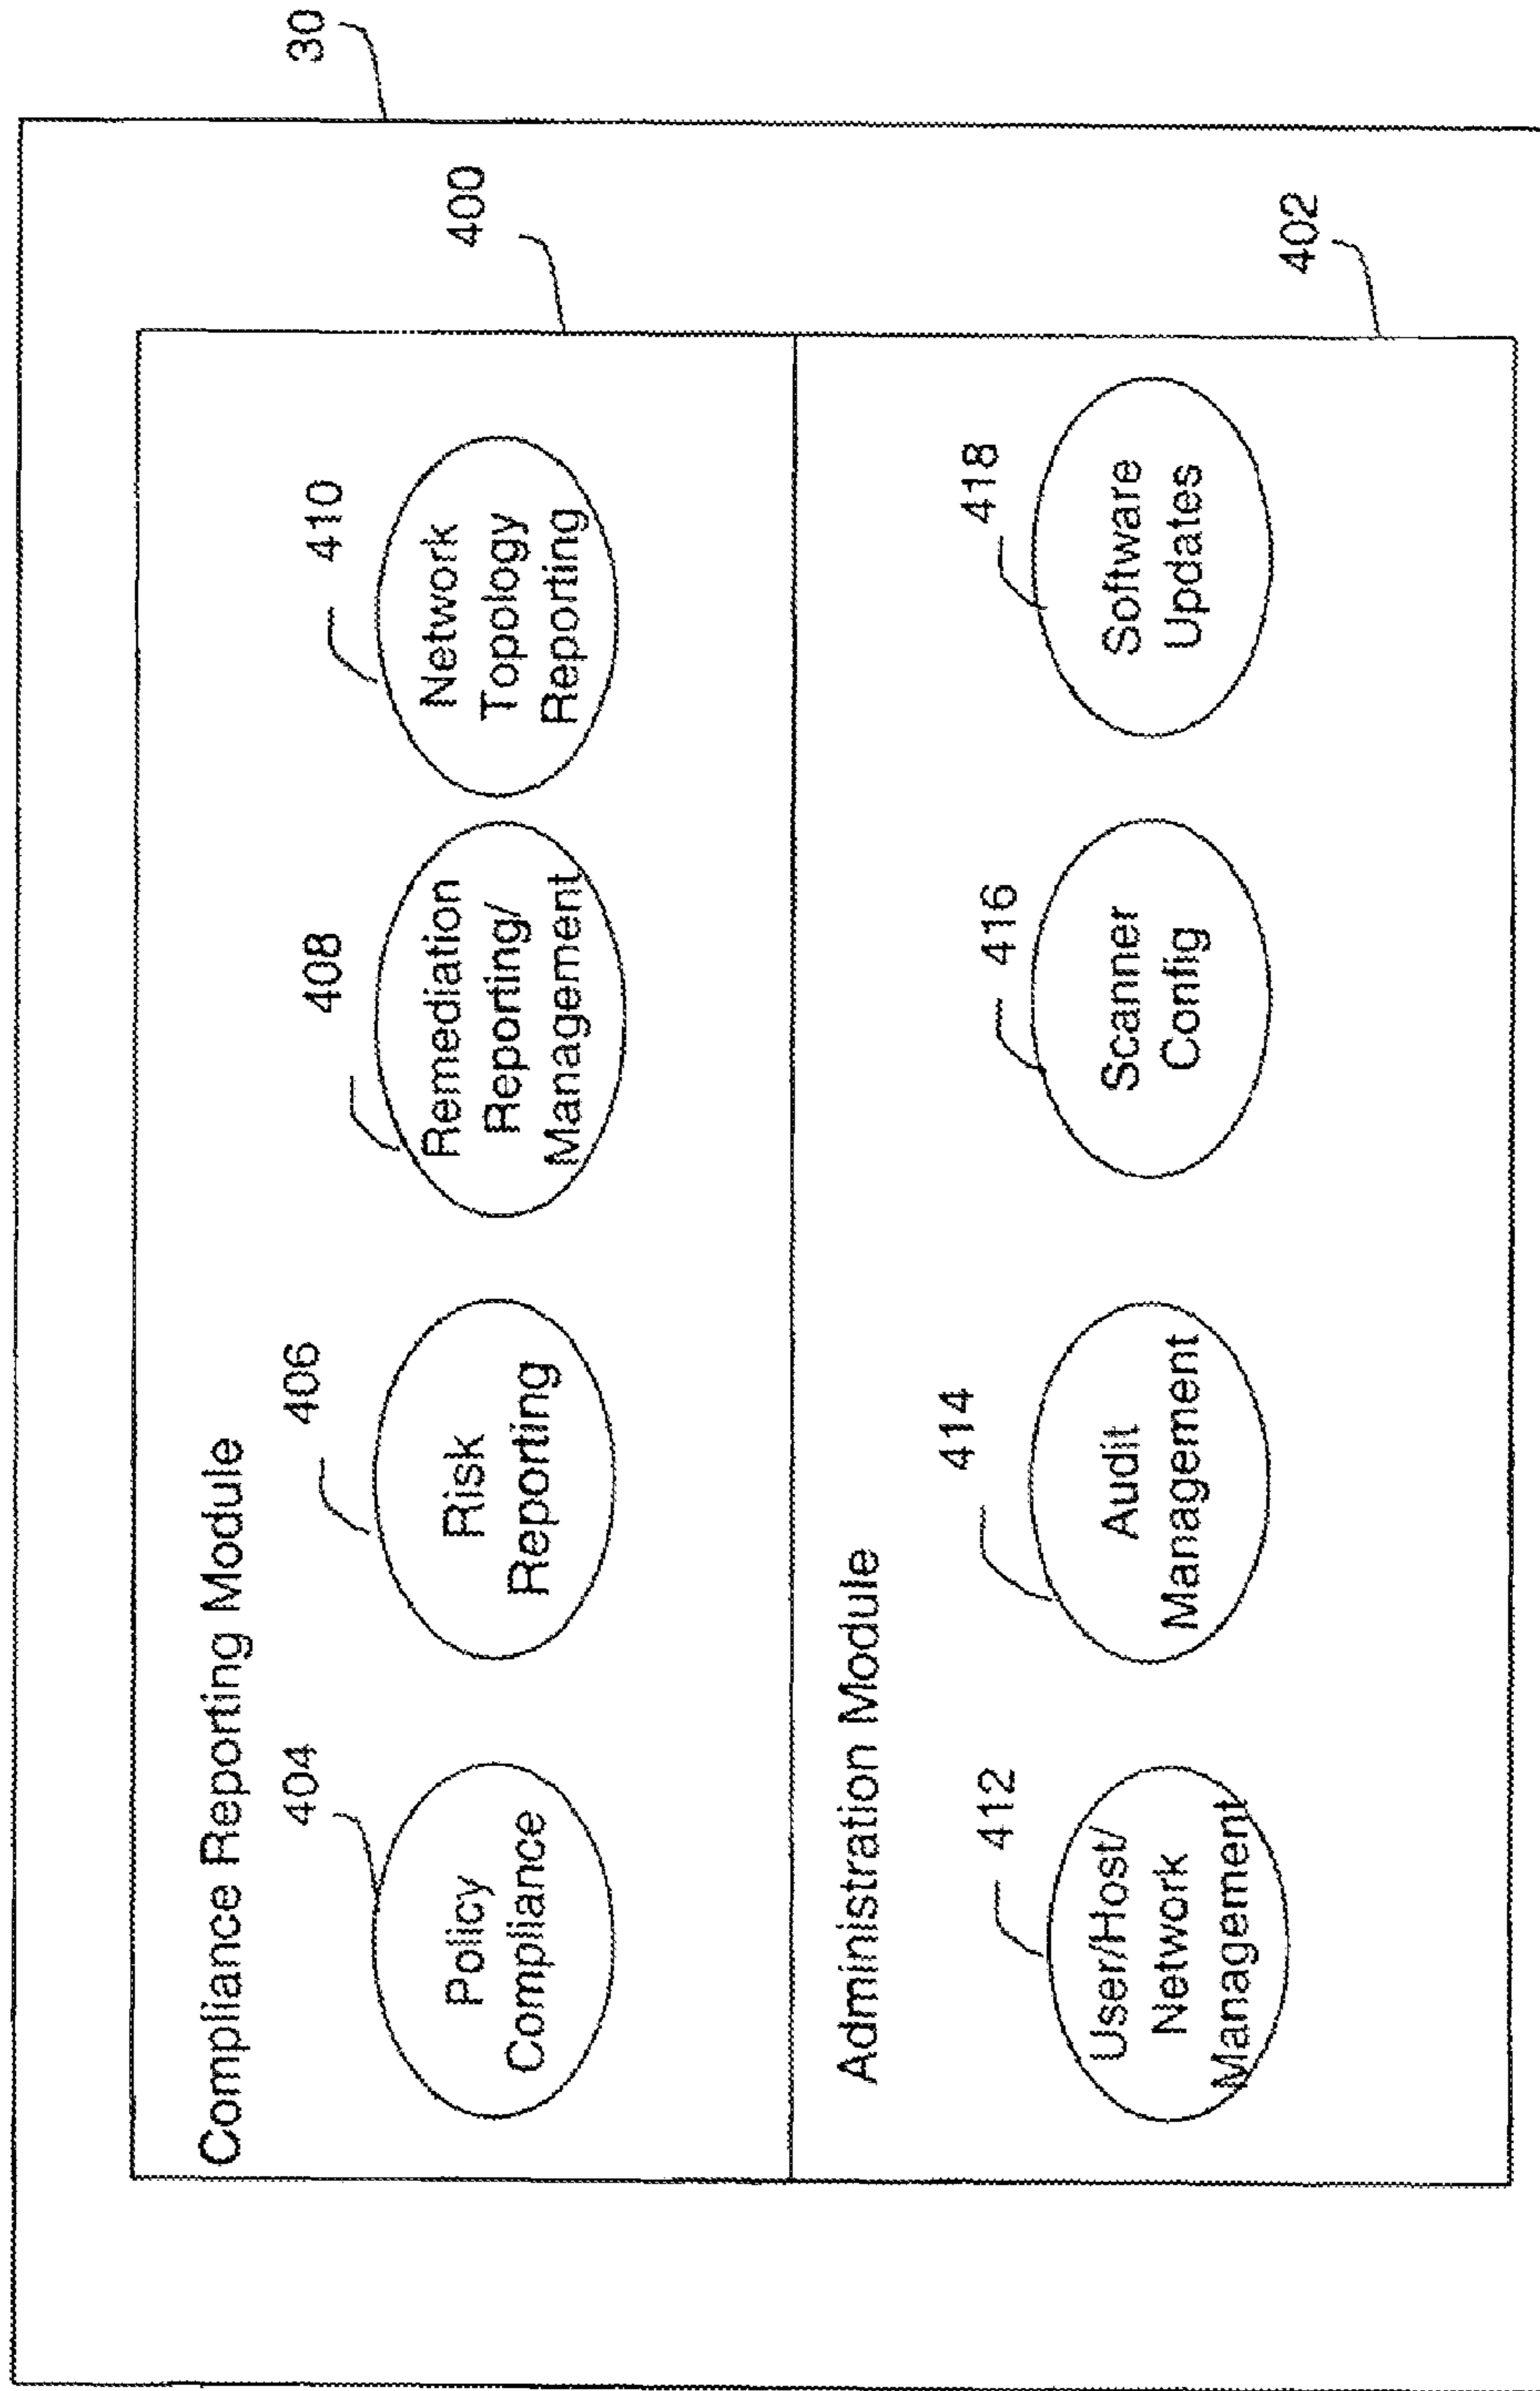 30
400
Compliance Reporting Module
404
Policy
Compliance
406
Risk
Reporting
408
Remediation
Reporting/
Management
410
Network
Topology
Reporting
402
Administration Module
412
User/Host/
Network
Management
414
Audit
Management
416
Scanner
Config
418
Software
Updates